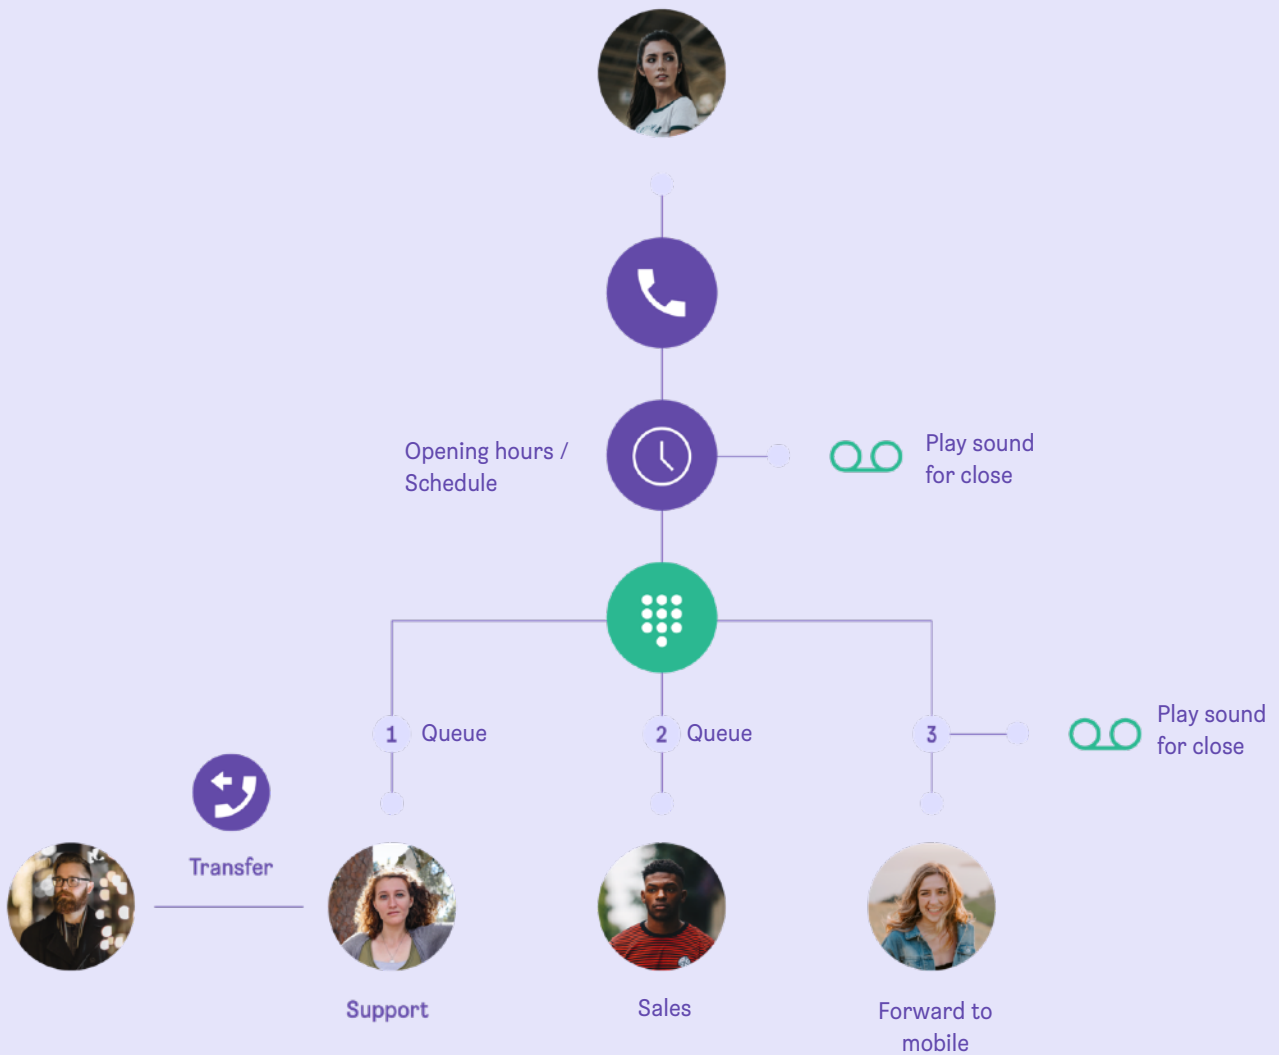 Opening hours /
Schedule
Play sound
for close
1
Queue
2
Queue
3
Play sound
for close
Transfer
Support
Sales
Forward to
mobile